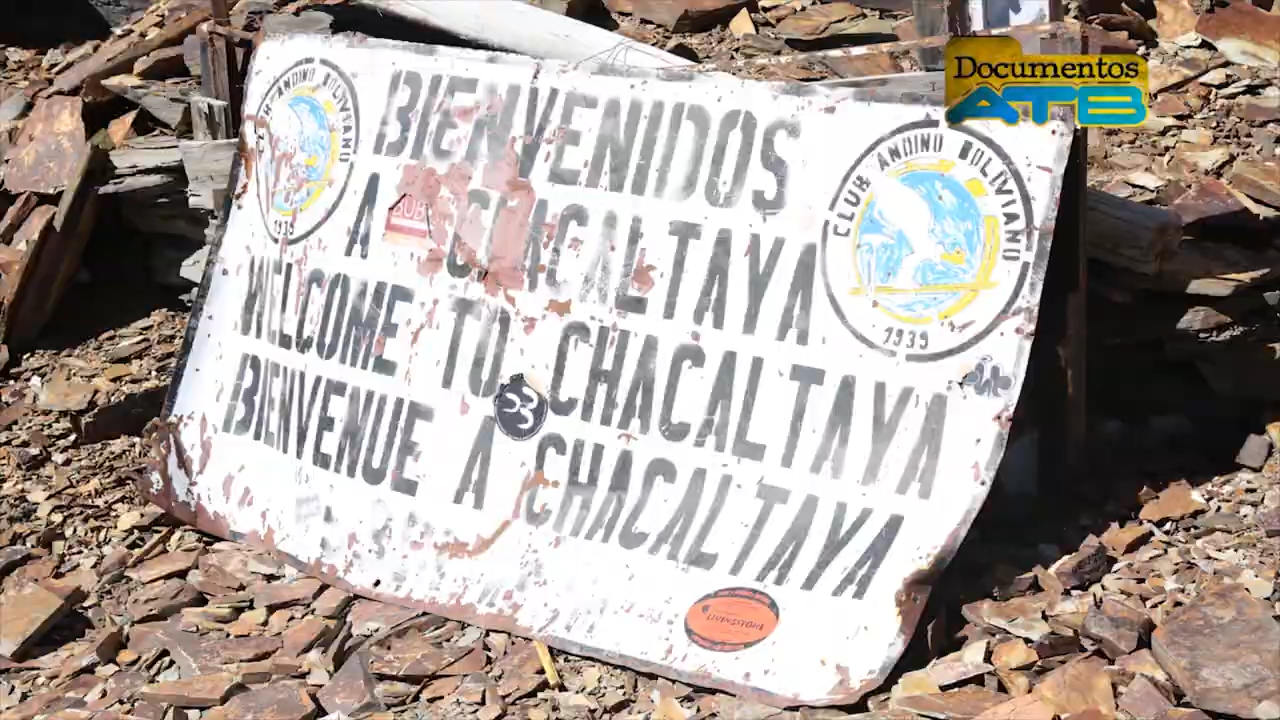 Documentos
ATB
CLUB ANDINO BOLIVIANO
1939
BIENVENIDOS
A CHACALTAYA
WELCOME TO CHACALTAYA
BIENVENUE A CHACALTAYA
CLUB ANDINO BOLIVIANO
1939